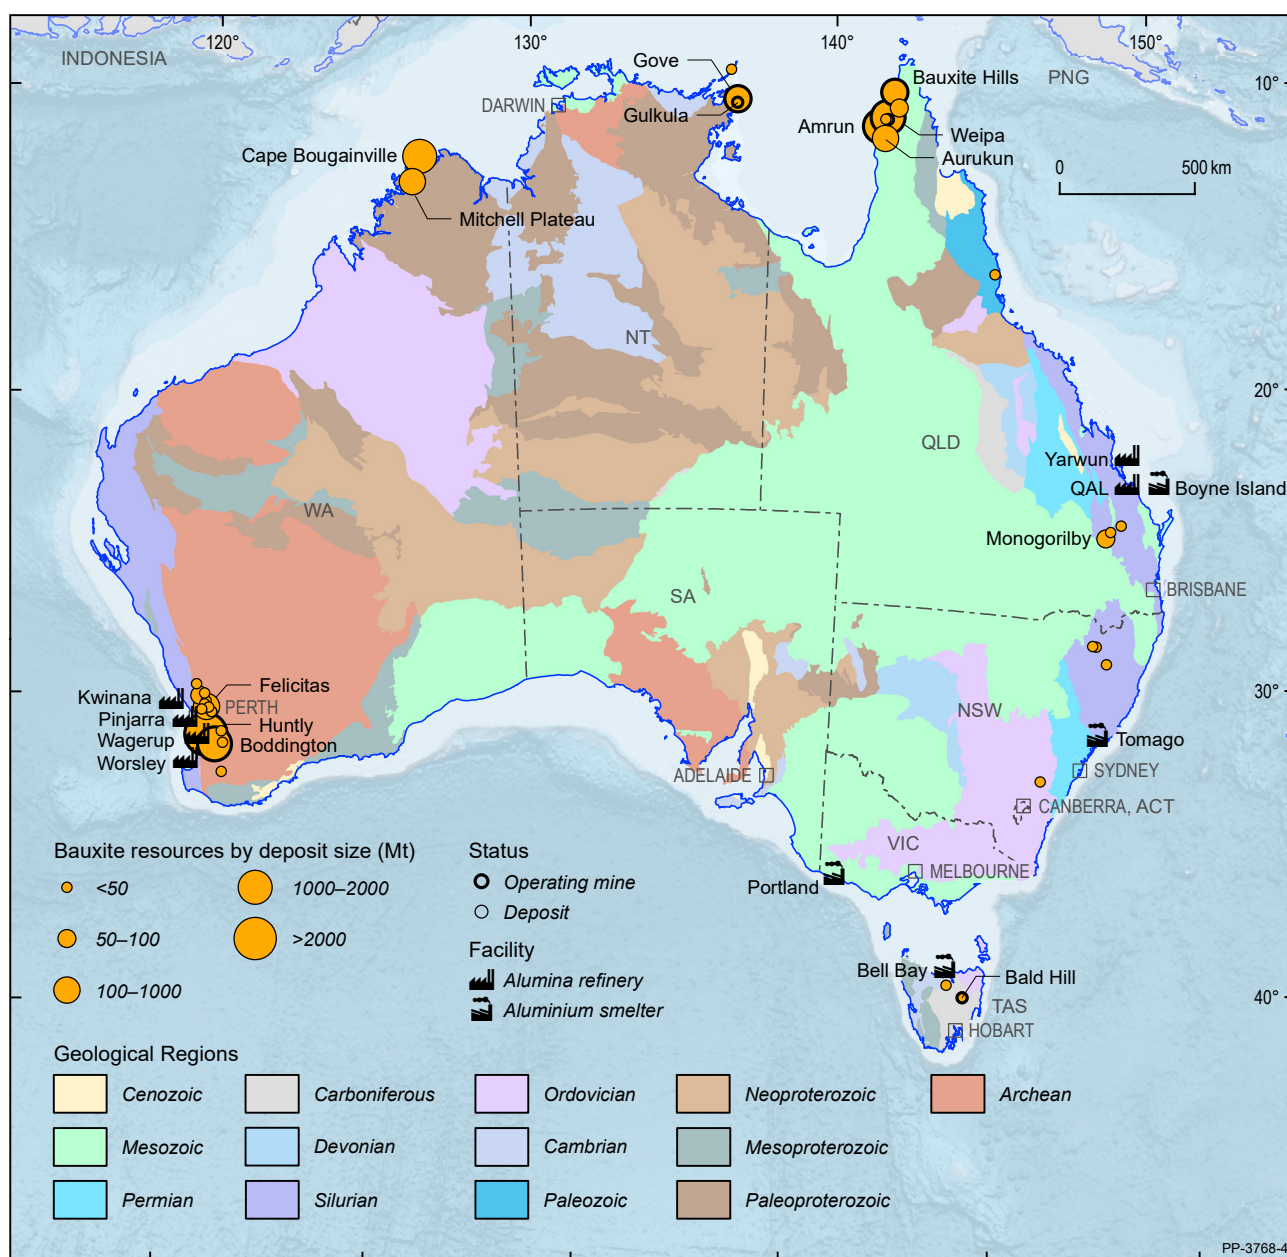 120°
130°
140°
150°
INDONESIA
PNG
10°
Gove
Bauxite Hills
DARWIN
Gulkula
Amrun
Weipa
Aurukun
Cape Bougainville
0
500 km
Mitchell Plateau
NT
20°
QLD
Yarwun
QAL
Boyne Island
WA
Monogorilby
SA
BRISBANE
Felicitas
30°
Kwinana
PERTH
Pinjarra
Huntly
NSW
Wagerup
Boddington
Tomago
Worsley
ADELAIDE
SYDNEY
CANBERRA, ACT
VIC
MELBOURNE
Portland
Bell Bay
Bald Hill
TAS
40°
HOBART
Bauxite resources by deposit size (Mt)
<50
1000–2000
50–100
>2000
100–1000
Status
Operating mine
Deposit
Facility
Alumina refinery
Aluminium smelter
Geological Regions
Cenozoic
Carboniferous
Ordovician
Neoproterozoic
Archean
Mesozoic
Devonian
Cambrian
Mesoproterozoic
Permian
Silurian
Paleozoic
Paleoproterozoic
PP-3768-4